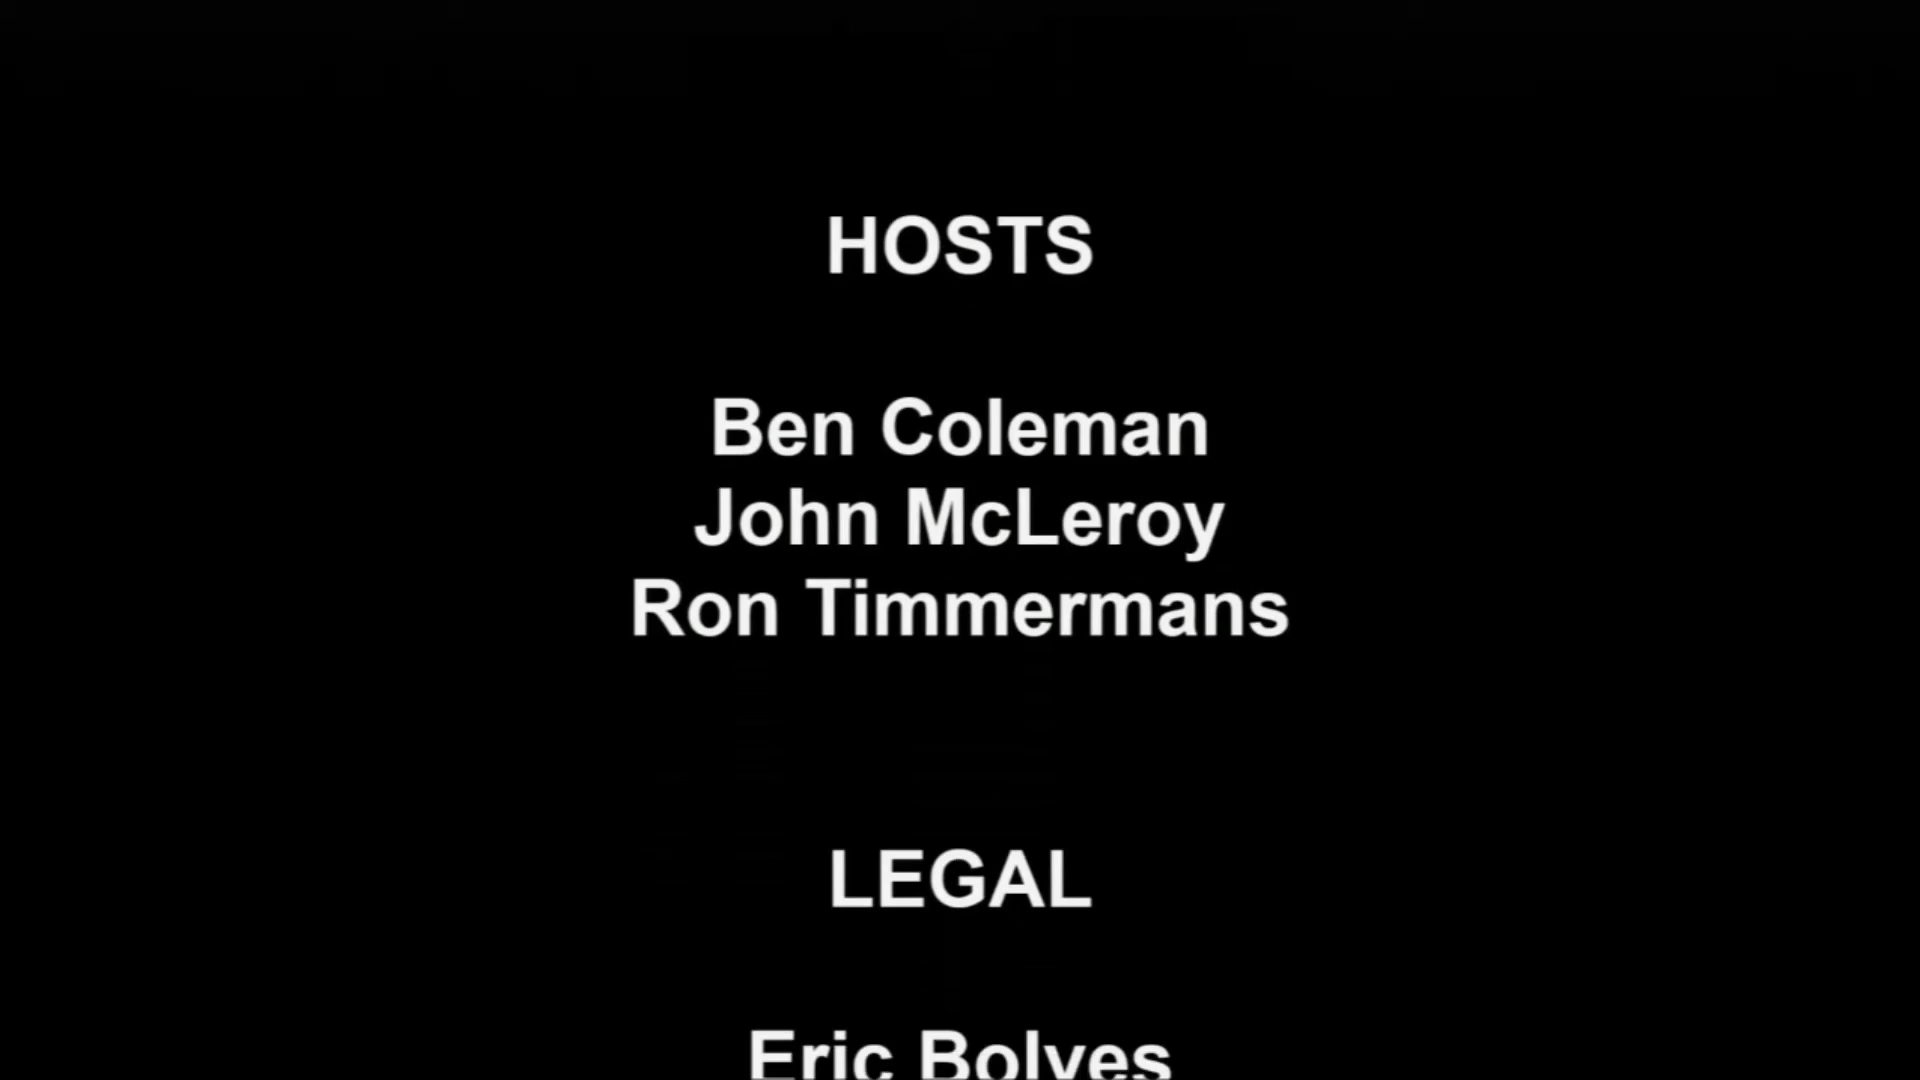 HOSTS
Ben Coleman
John McLeroy
Ron Timmermans
LEGAL
Eric Bolves